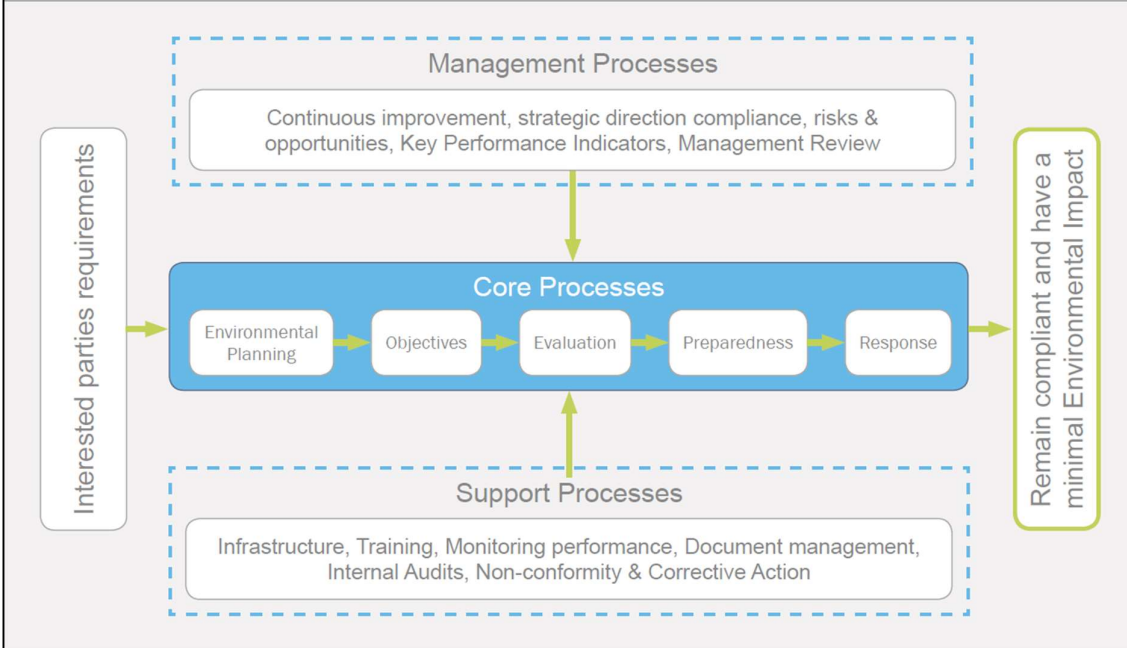 Management Processes
Continuous improvement, strategic direction compliance, risks &
opportunities, Key Performance Indicators, Management Review
Interested parties requirements
Core Processes
Environmental
Planning
Objectives
Evaluation
Preparedness
Response
Remain compliant and have a
minimal Environmental Impact
Support Processes
Infrastructure, Training, Monitoring performance, Document management,
Internal Audits, Non-conformity & Corrective Action